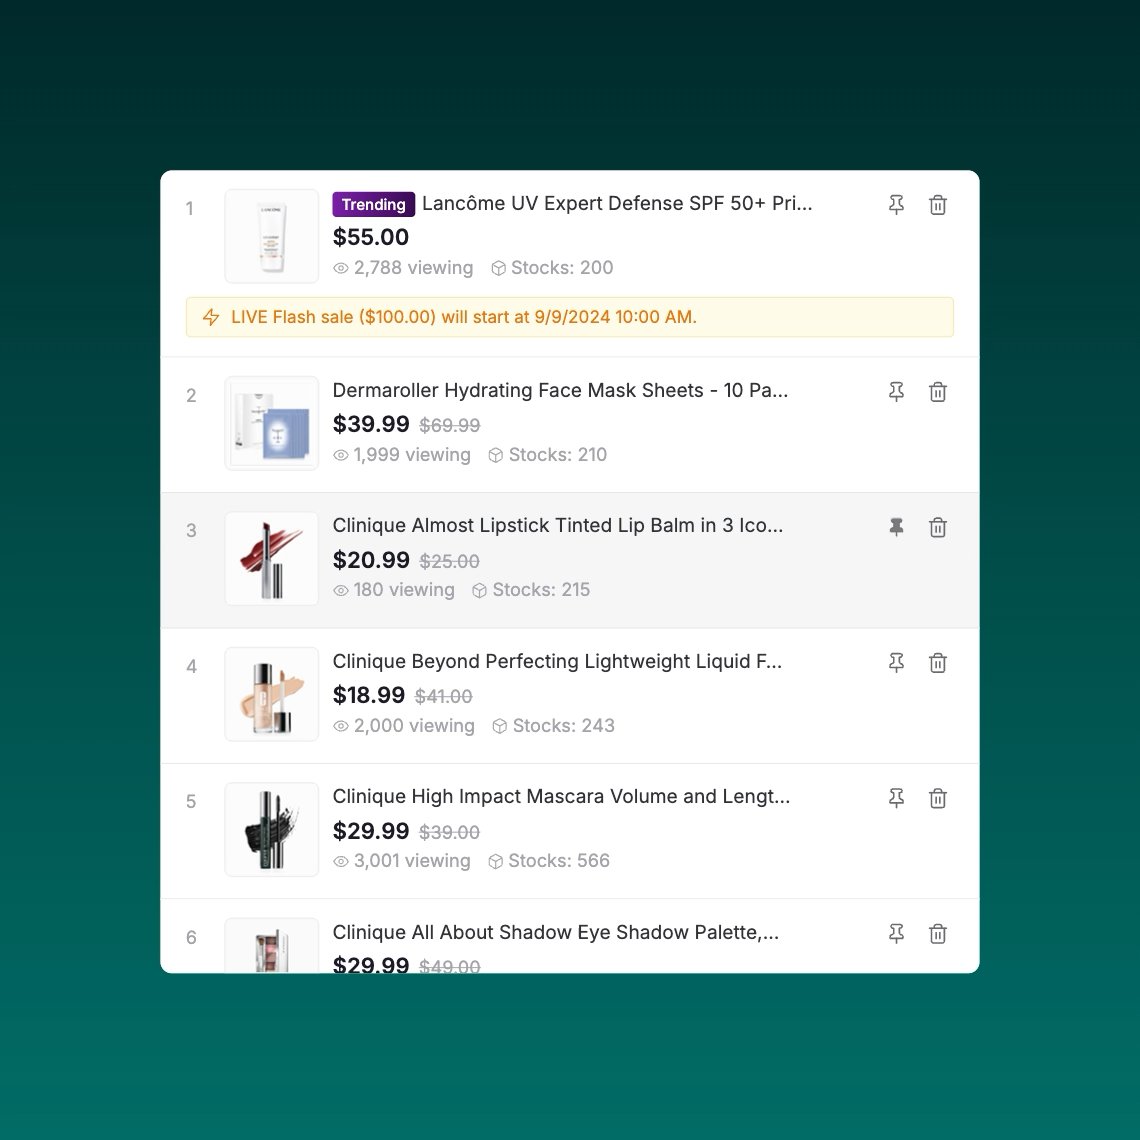 1
Trending Lancôme UV Expert Defense SPF 50+ Pri...
$55.00
2,788 viewing Stocks: 200
LIVE Flash sale ($100.00) will start at 9/9/2024 10:00 AM.
2
Dermaroller Hydrating Face Mask Sheets - 10 Pa...
$39.99 $69.99
1,999 viewing Stocks: 210
3
Clinique Almost Lipstick Tinted Lip Balm in 3 Ico...
$20.99 $25.00
180 viewing Stocks: 215
4
Clinique Beyond Perfecting Lightweight Liquid F...
$18.99 $41.00
2,000 viewing Stocks: 243
5
Clinique High Impact Mascara Volume and Lengt...
$29.99 $39.00
3,001 viewing Stocks: 566
6
Clinique All About Shadow Eye Shadow Palette,...
$29.99 $49.00